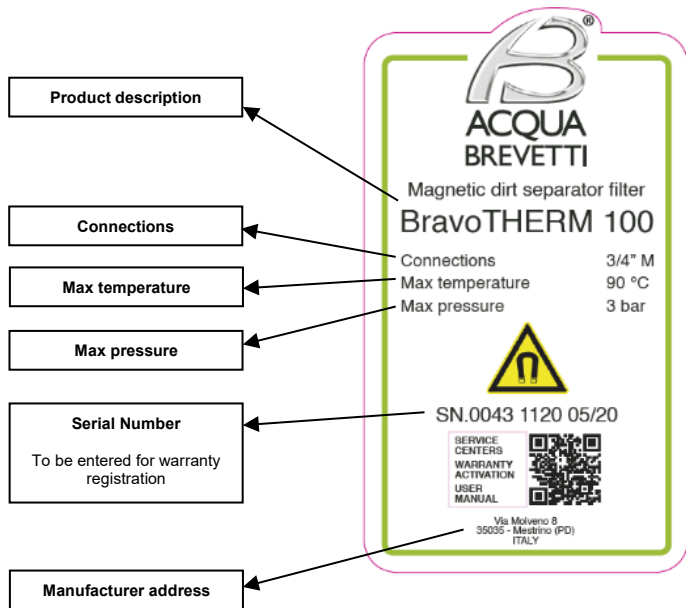 Product description
Connections
Max temperature
Max pressure
Serial Number
To be entered for warranty
registration
Manufacturer address
®
ACQUA
BREVETTI
Magnetic dirt separator filter
BravoTHERM 100
Connections 3/4" M
Max temperature 90 °C
Max pressure 3 bar
SN.0043 1120 05/20
SERVICE
CENTERS
WARRANTY
ACTIVATION
USER
MANUAL
Via Molveno 8
35035 - Mestrino (PD)
ITALY